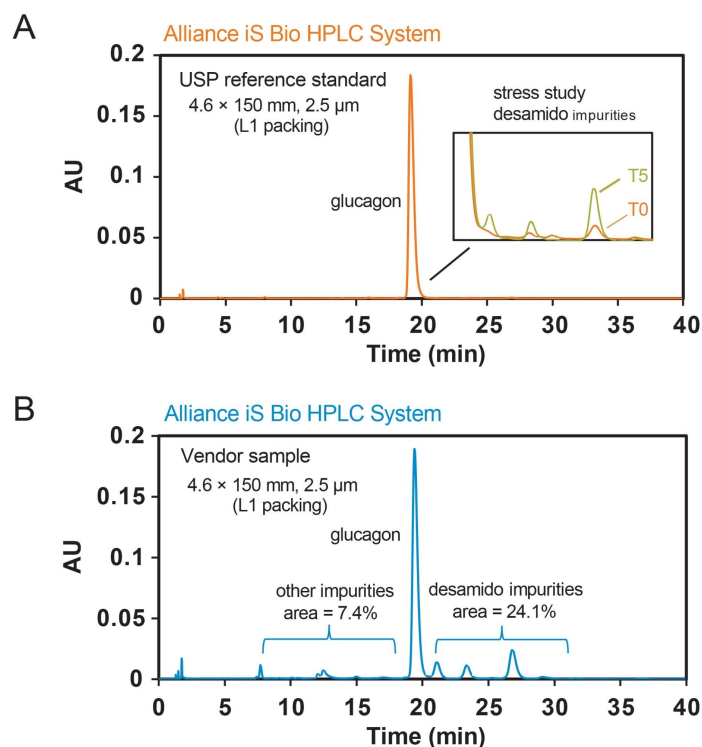 A
Alliance iS Bio HPLC System
USP reference standard
4.6 × 150 mm, 2.5 µm
(L1 packing)
stress study
desamido impurities
T5
T0
glucagon
AU
0.2
0.15
0.1
0.05
0
0 5 10 15 20 25 30 35 40
Time (min)
B
Alliance iS Bio HPLC System
Vendor sample
4.6 × 150 mm, 2.5 µm
(L1 packing)
glucagon
other impurities
area = 7.4%
desamido impurities
area = 24.1%
AU
0.2
0.15
0.1
0.05
0
0 5 10 15 20 25 30 35 40
Time (min)